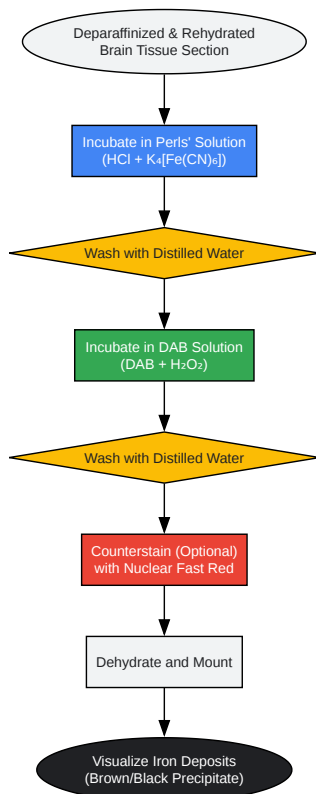 Deparaffinized & Rehydrated
Brain Tissue Section
Incubate in Perls' Solution
(HCl + K₄[Fe(CN)₆])
Wash with Distilled Water
Incubate in DAB Solution
(DAB + H₂O₂)
Wash with Distilled Water
Counterstain (Optional)
with Nuclear Fast Red
Dehydrate and Mount
Visualize Iron Deposits
(Brown/Black Precipitate)